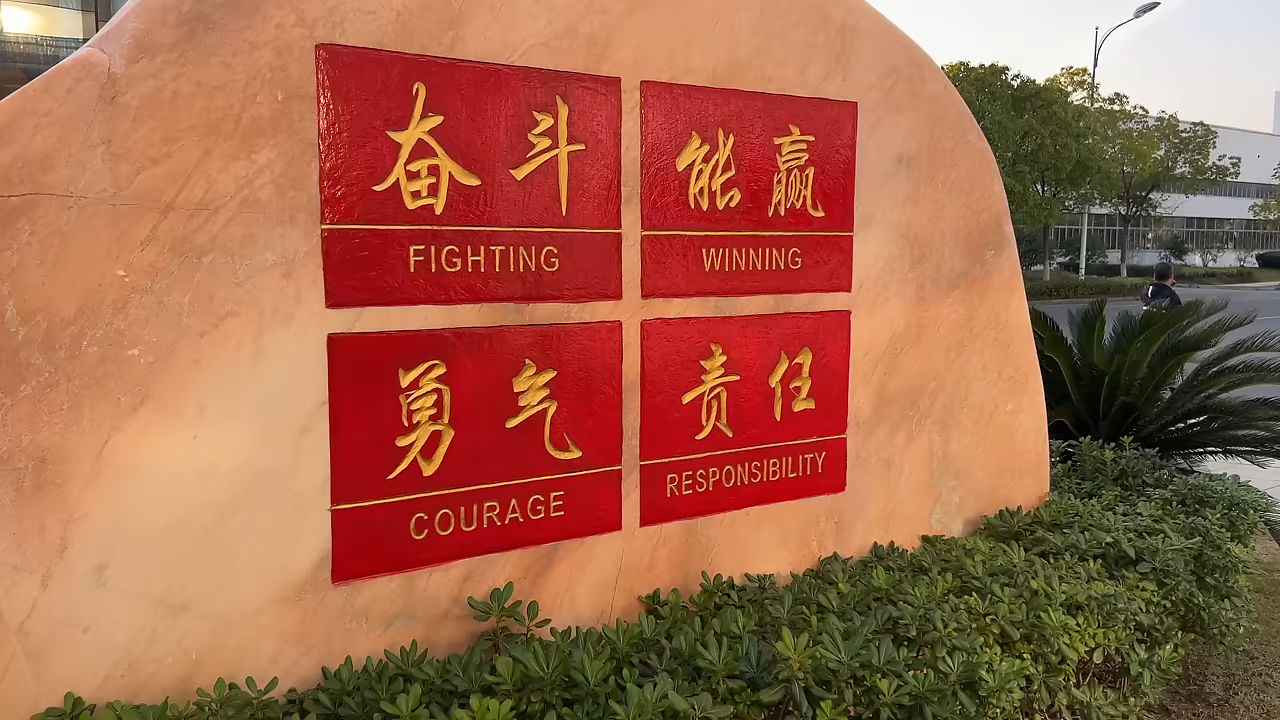 奋斗
FIGHTING
能赢
WINNING
勇气
COURAGE
责任
RESPONSIBILITY